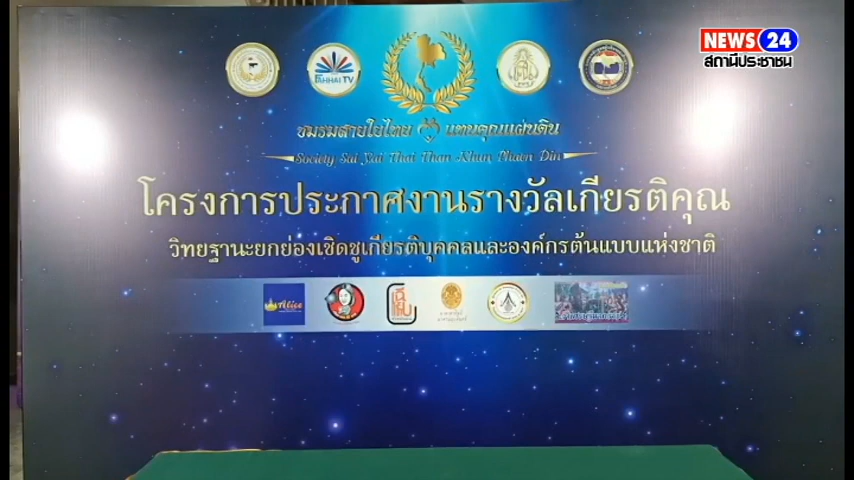 NEWS 24
สถานีประชาชน
TAHHAI TV
ชมรมสายใยไทย แทนคุณแผ่นดิน
Society Sai Yai Thai Than Khun Phaen Din
โครงการประกาศงานรางวัลเกียรติคุณ
วิทยฐานะยกย่องเชิดชูเกียรติบุคคลและองค์กรต้นแบบแห่งชาติ